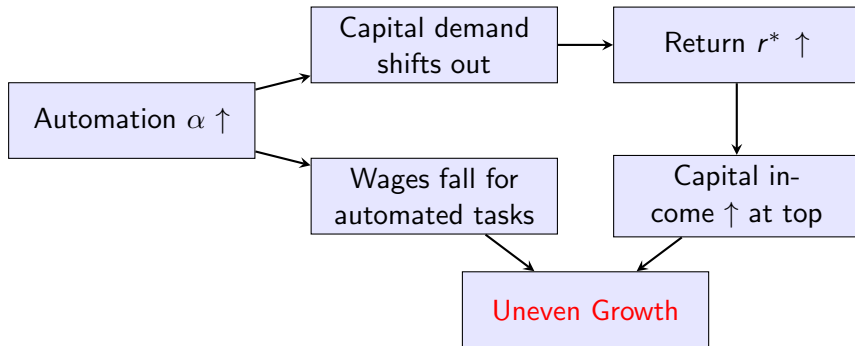 Capital demand
shifts out
Return r* ↑
Automation α ↑
Wages fall for
automated tasks
Capital in-
come ↑ at top
Uneven Growth